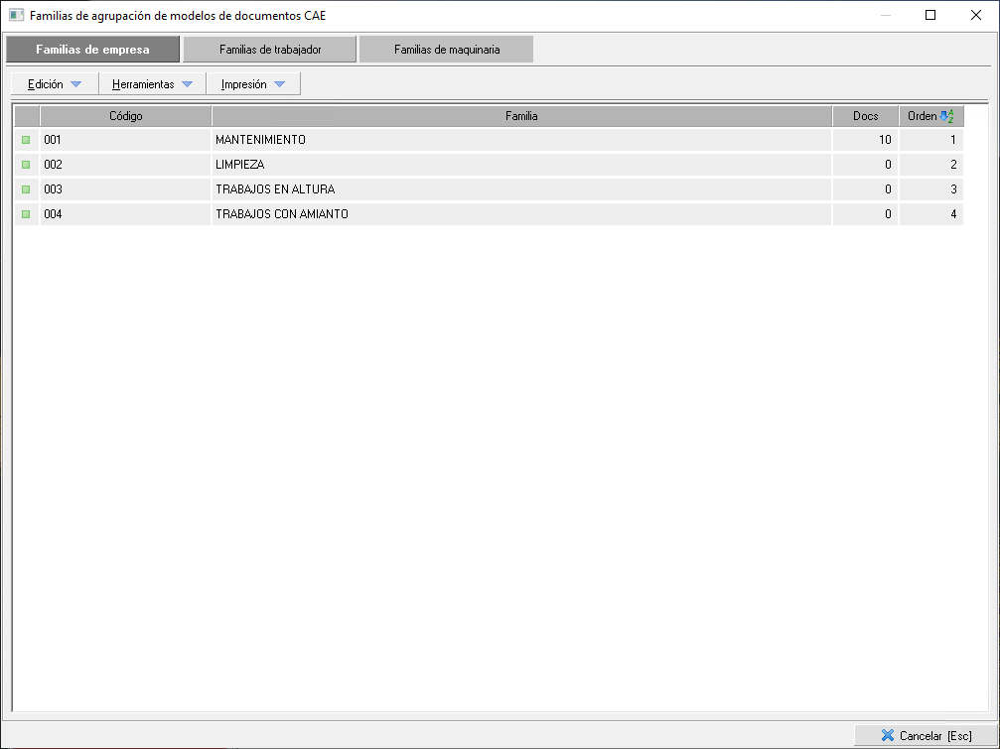 Familias de agrupación de modelos de documentos CAE
Familias de empresa Familias de trabajador Familias de maquinaria
Edición Herramientas Impresión
Código Familia Docs Orden
001 MANTENIMIENTO 10 1
002 LIMPIEZA 0 2
003 TRABAJOS EN ALTURA 0 3
004 TRABAJOS CON AMIANTO 0 4
Cancelar [Esc]